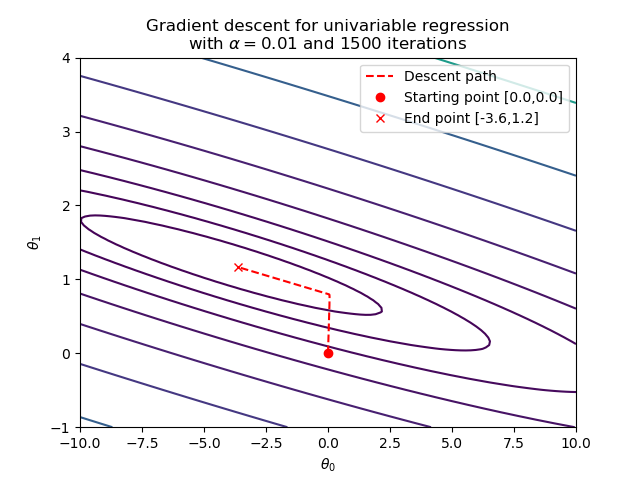 Gradient descent for univariable regression
with α = 0.01 and 1500 iterations
Descent path
Starting point [0.0,0.0]
End point [-3.6,1.2]
4
3
2
1
0
−1
θ1
−10.0 −7.5 −5.0 −2.5 0.0 2.5 5.0 7.5 10.0
θ0